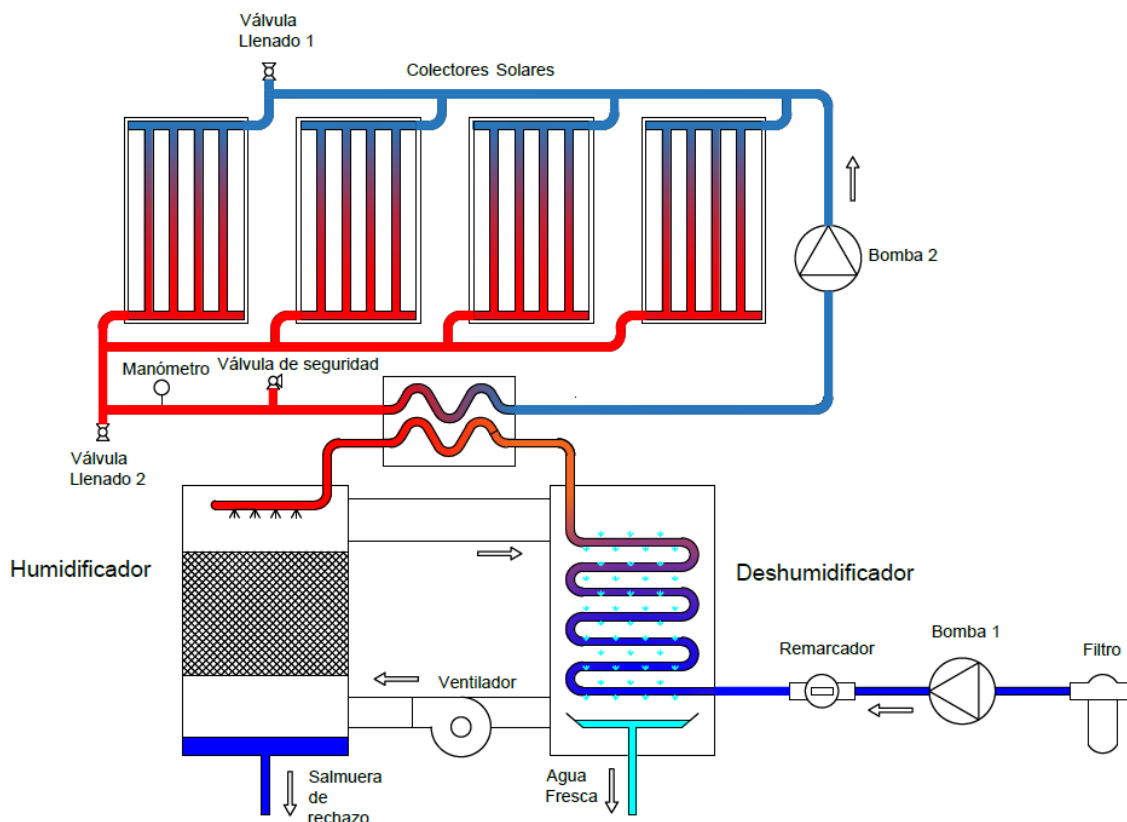 Válvula
Llenado 1
Colectores Solares
Bomba 2
Manómetro
Válvula de seguridad
Válvula
Llenado 2
Humidificador
Deshumidificador
Bomba 1
Remarcador
Filtro
Ventilador
Salmuera
de
rechazo
Agua
Fresca